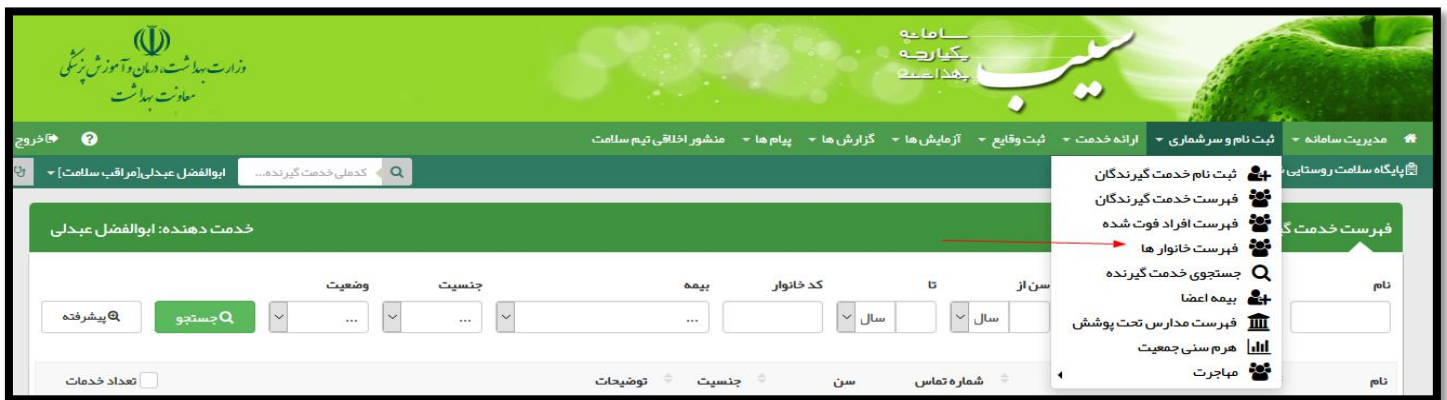 سامانه
یکپارچه
بهداشت
سیب
وزارت بهداشت، درمان و آموزش پزشکی
معاونت بهداشت
مدیریت سامانه ثبت نام و سرشماری ارائه خدمت ثبت وقایع آزمایش ها گزارش ها پیام ها منشور اخلاقی تیم سلامت ? خروج
پایگاه سلامت روستایی کدملی خدمت گیرنده... ابوالفضل عبدلی[مراقب سلامت]
ثبت نام خدمت گیرندگان
فهرست خدمت گیرندگان
فهرست افراد فوت شده
فهرست خانوار ها
جستجوی خدمت گیرنده
بیمه اعضا
فهرست مدارس تحت پوشش
هرم سنی جمعیت
مهاجرت
فهرست خدمت خدمت دهنده: ابوالفضل عبدلی
نام سن از تا کد خانوار بیمه جنسیت وضعیت
سال سال ... ... ... جستجو پیشرفته
نام شماره تماس سن جنسیت توضیحات تعداد خدمات